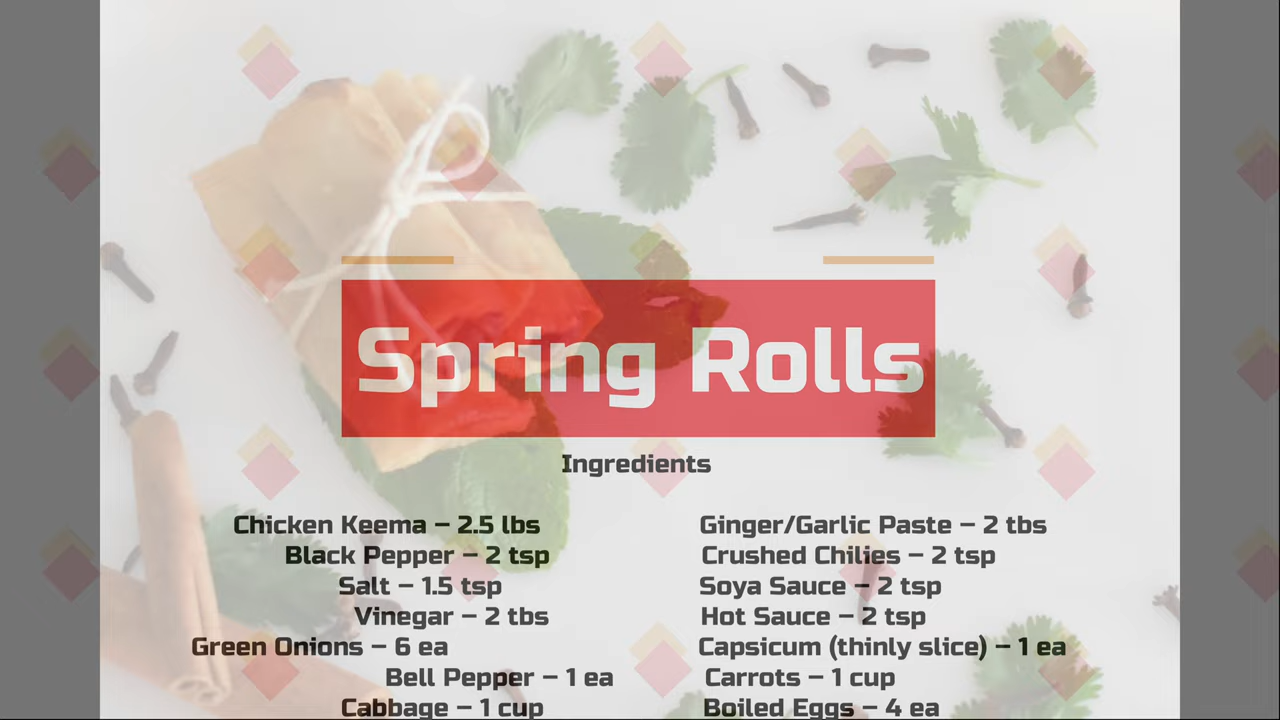 Spring Rolls
Ingredients
Chicken Keema – 2.5 lbs
Black Pepper – 2 tsp
Salt – 1.5 tsp
Vinegar – 2 tbs
Green Onions – 6 ea
Bell Pepper – 1 ea
Cabbage – 1 cup
Ginger/Garlic Paste – 2 tbs
Crushed Chilies – 2 tsp
Soya Sauce – 2 tsp
Hot Sauce – 2 tsp
Capsicum (thinly slice) – 1 ea
Carrots – 1 cup
Boiled Eggs – 4 ea